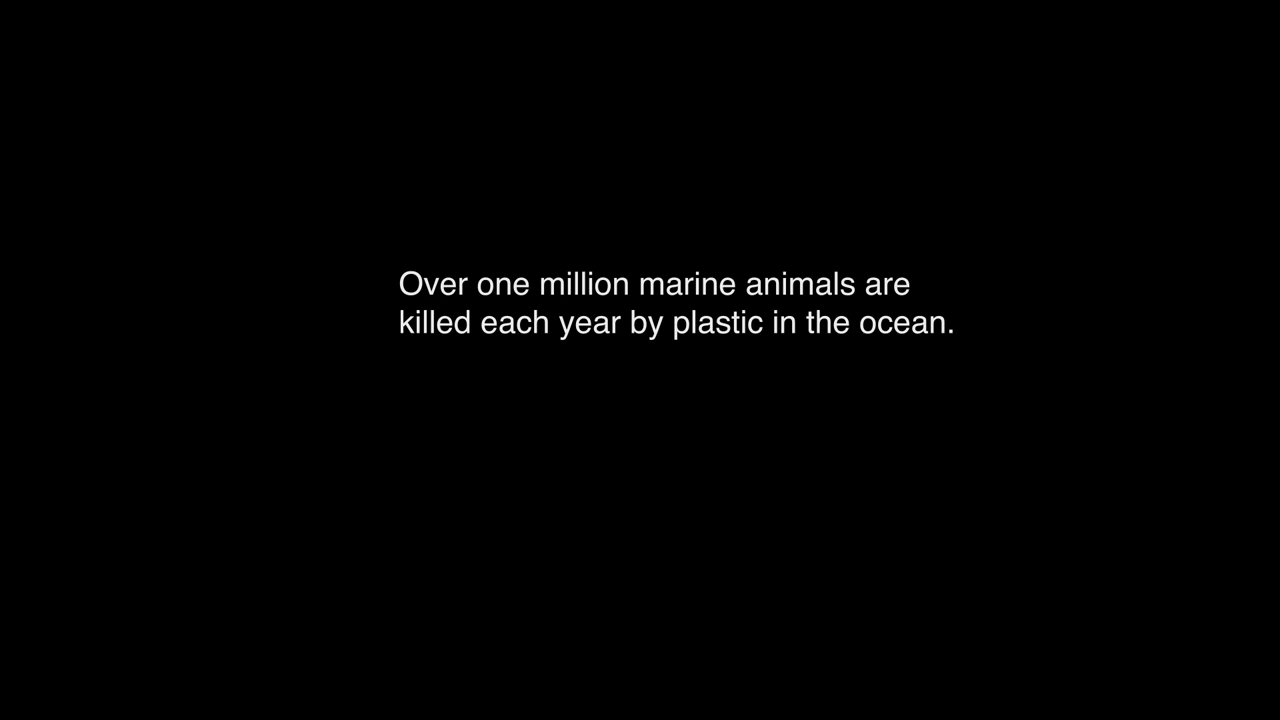 Over one million marine animals are
killed each year by plastic in the ocean.